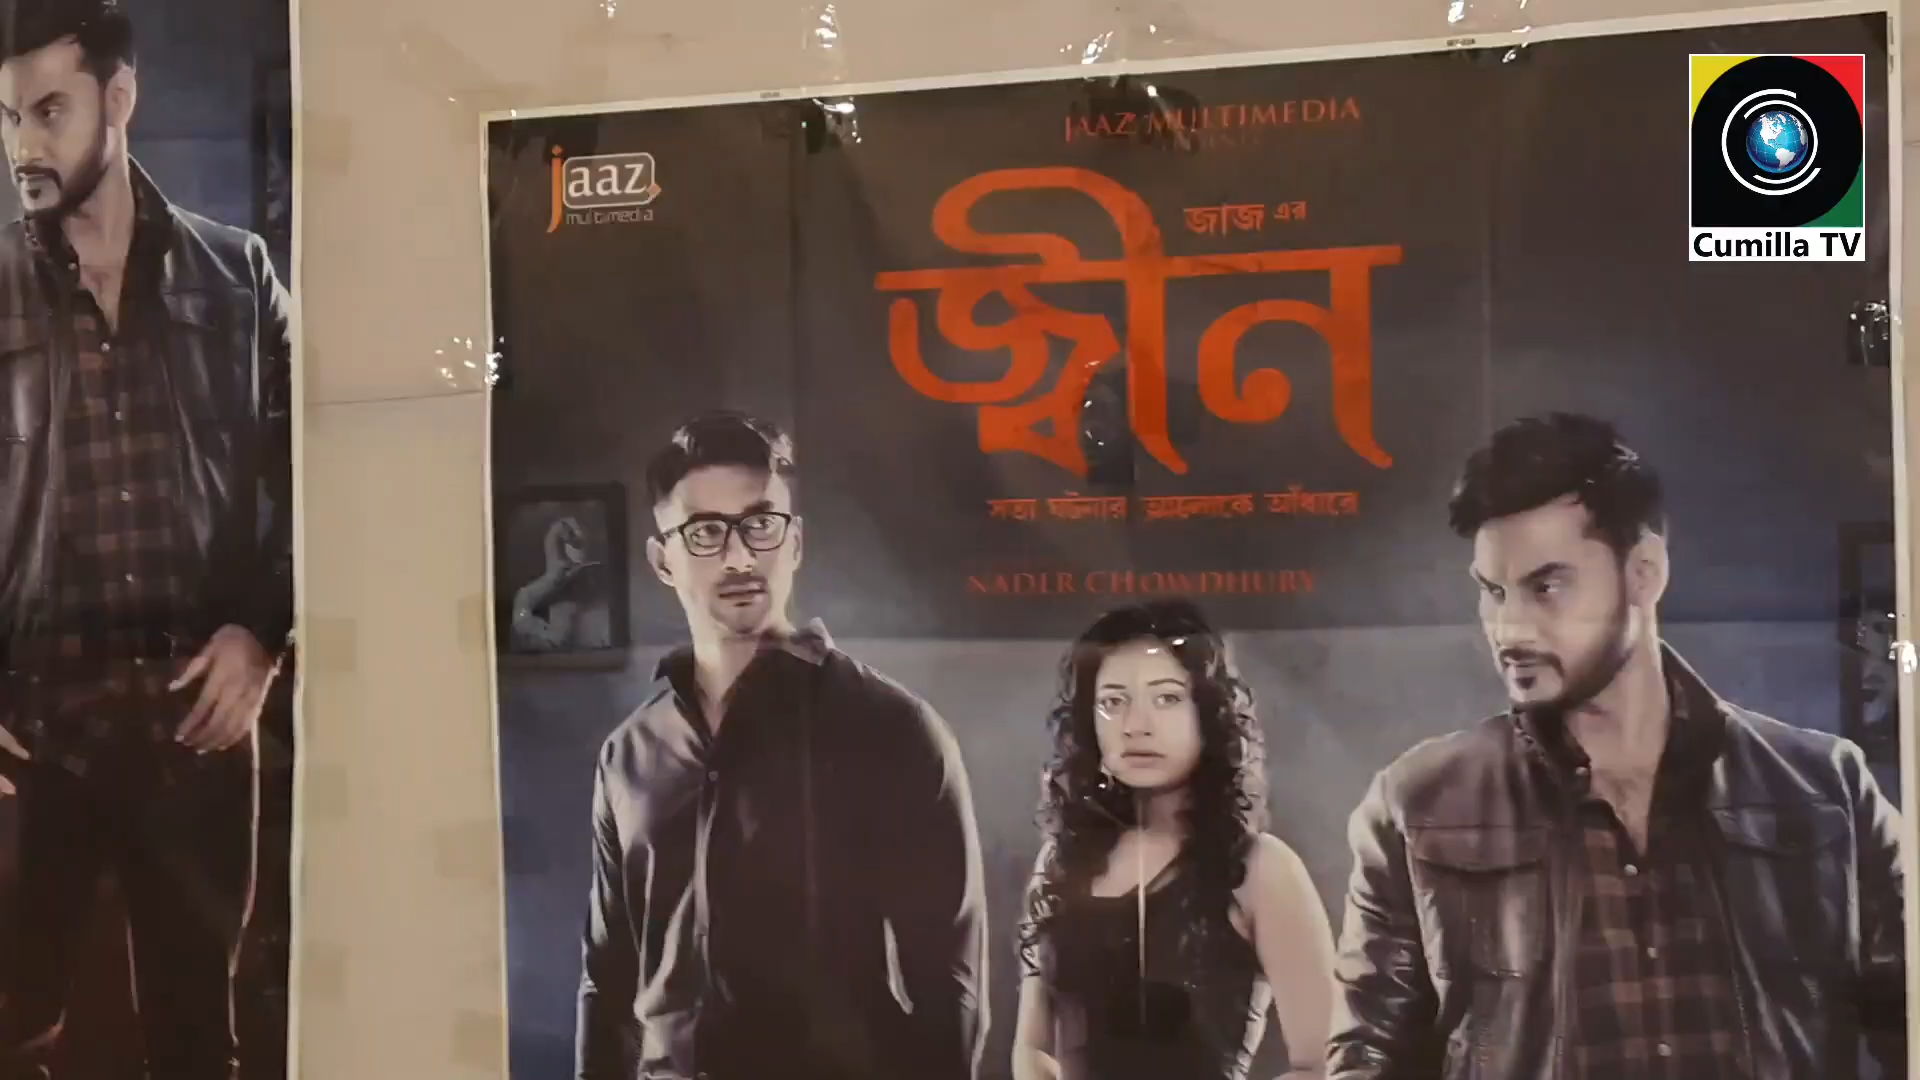 JAAZ MULTIMEDIA
jaaz
multimedia
জাজ এর
জ্বীন
সত্য ঘটনার আলোকে আঁধারে
NADER CHOWDHURY
Cumilla TV